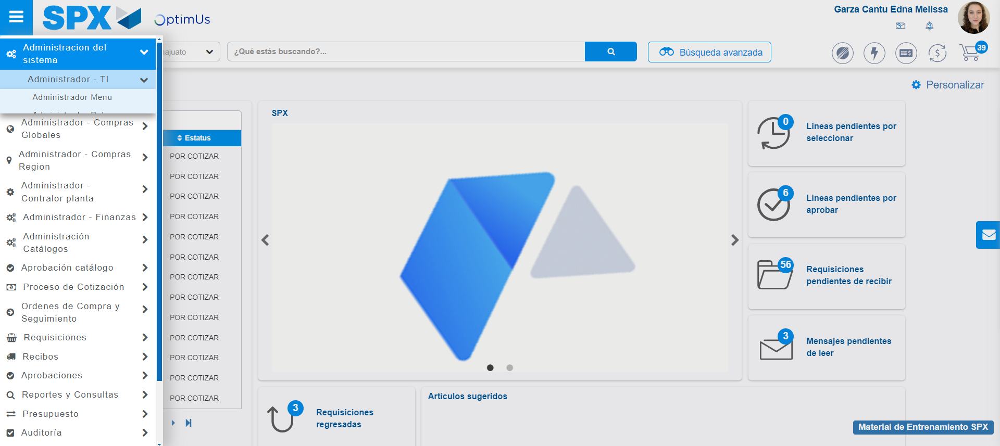 SPX
OptimUs
Garza Cantu Edna Melissa
Administracion del
sistema
Administrador - TI
Administrador Menu
Administrador - Compras
Globales
Administrador - Compras
Region
Administrador -
Contralor planta
Administrador - Finanzas
Administración
Catálogos
Aprobación catálogo
Proceso de Cotización
Ordenes de Compra y
Seguimiento
Requisiciones
Recibos
Aprobaciones
Reportes y Consultas
Presupuesto
Auditoría
¿Qué estás buscando?...
Búsqueda avanzada
39
Personalizar
Estatus
POR COTIZAR
POR COTIZAR
POR COTIZAR
POR COTIZAR
POR COTIZAR
POR COTIZAR
POR COTIZAR
POR COTIZAR
POR COTIZAR
POR COTIZAR
POR COTIZAR
POR COTIZAR
POR COTIZAR
SPX
0
Lineas pendientes por
seleccionar
6
Lineas pendientes por
aprobar
56
Requisiciones
pendientes de recibir
3
Mensajes pendientes
de leer
3
Requisiciones
regresadas
Artículos sugeridos
Material de Entrenamiento SPX